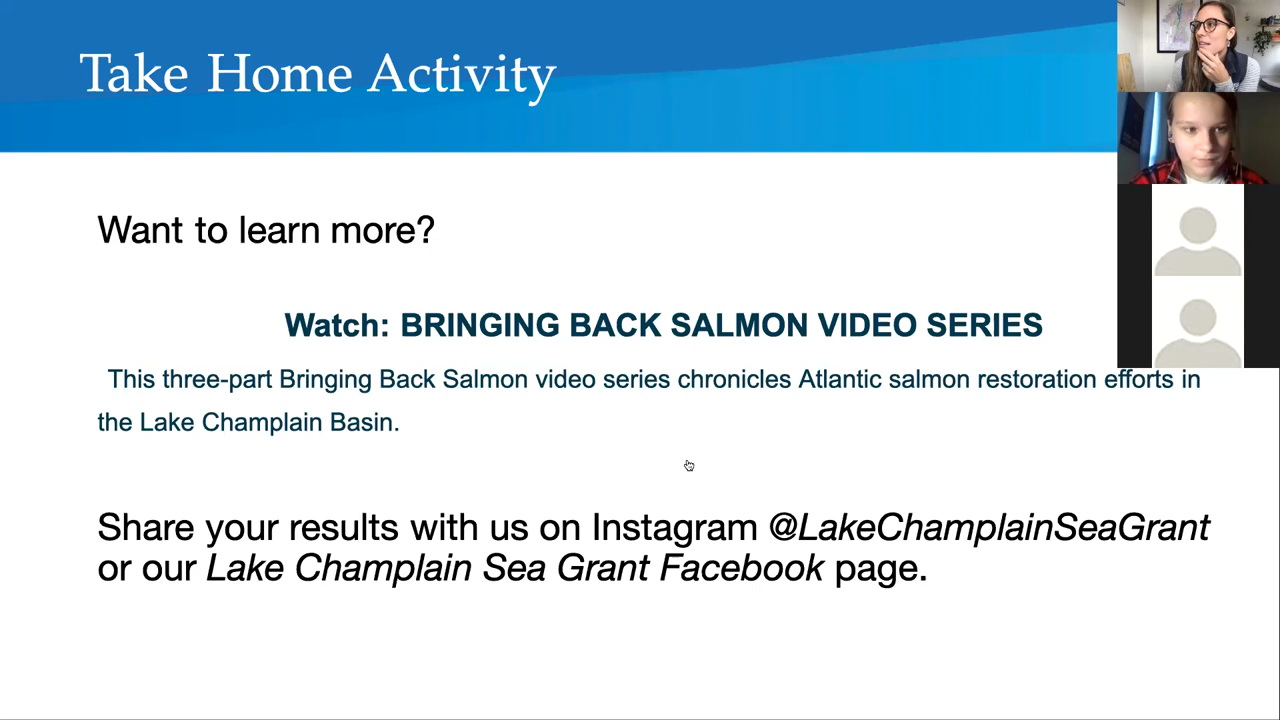 Take Home Activity
Want to learn more?
Watch: BRINGING BACK SALMON VIDEO SERIES
This three-part Bringing Back Salmon video series chronicles Atlantic salmon restoration efforts in
the Lake Champlain Basin.
Share your results with us on Instagram @LakeChamplainSeaGrant
or our Lake Champlain Sea Grant Facebook page.